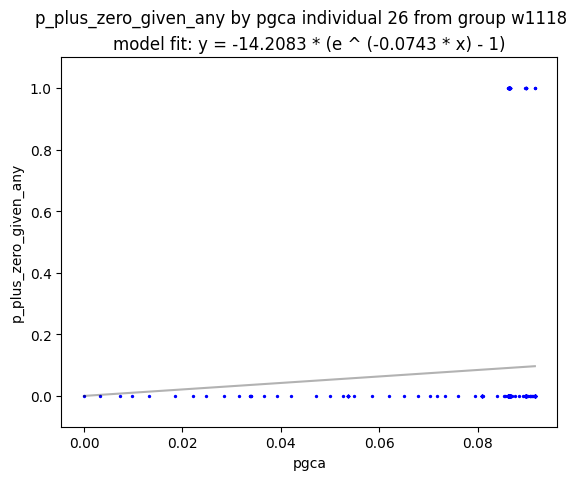 p_plus_zero_given_any by pgca individual 26 from group w1118
model fit: y = -14.2083 * (e ^ (-0.0743 * x) - 1)
1.0
0.8
0.6
0.4
0.2
0.0
p_plus_zero_given_any
0.00 0.02 0.04 0.06 0.08
pgca